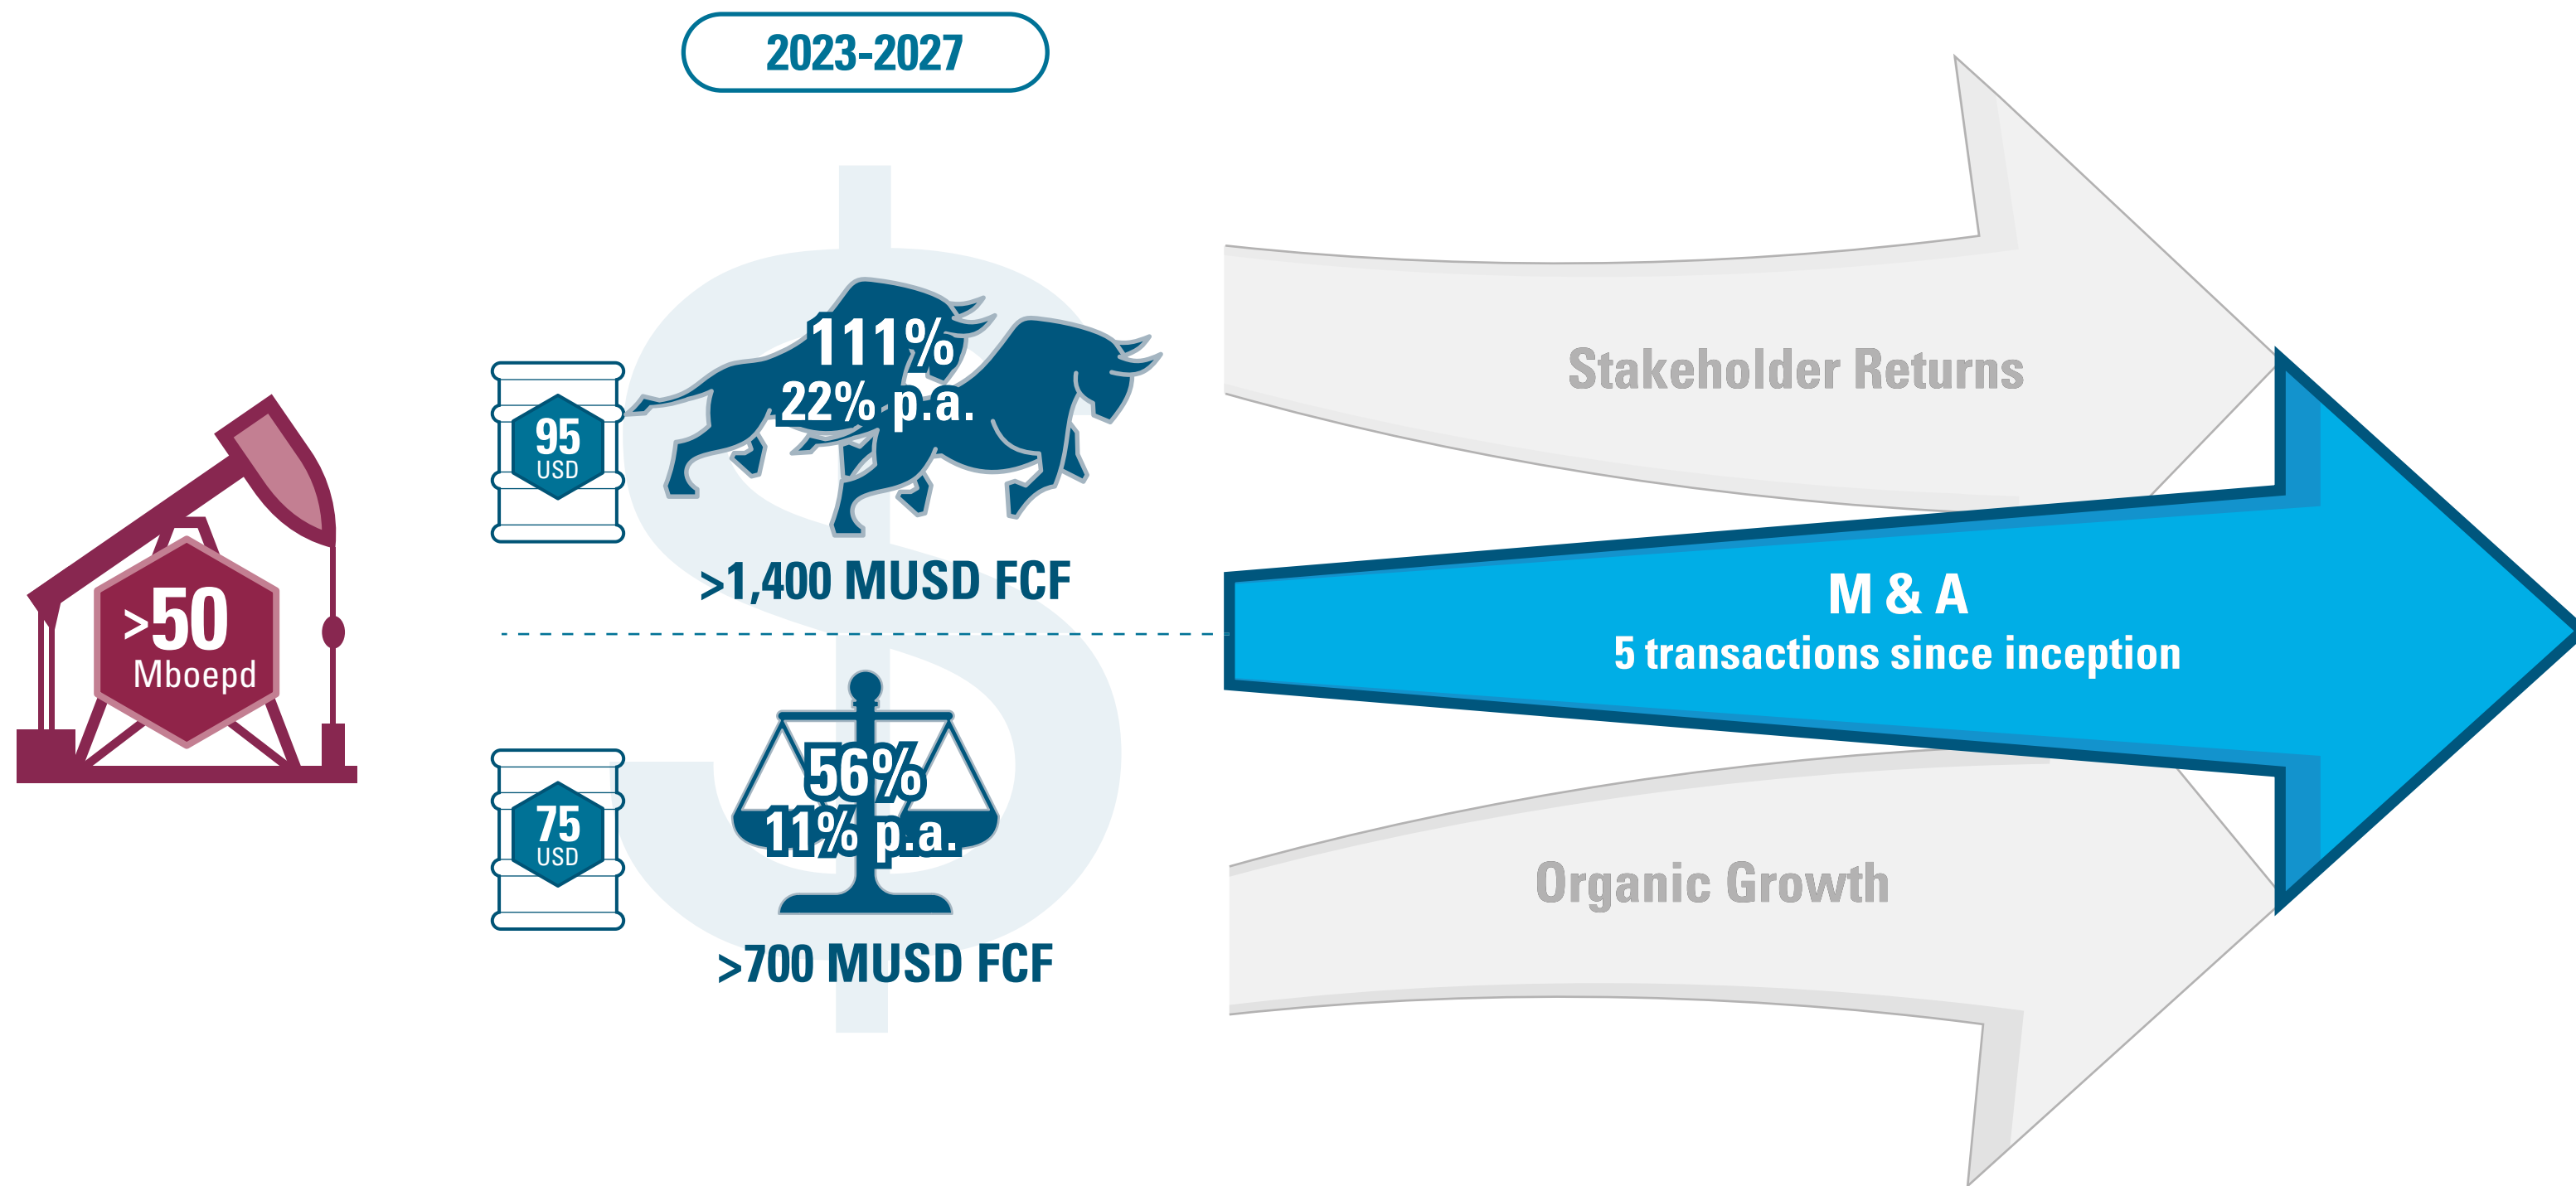 2023-2027
>50
Mboepd
95
USD
111%
22% p.a.
>1,400 MUSD FCF
75
USD
56%
11% p.a.
>700 MUSD FCF
Stakeholder Returns
M & A
5 transactions since inception
Organic Growth